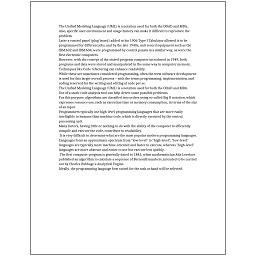 The Unified Modeling Language (UML) is a notation used for both the OOAD and MDA.
Also, specific user environment and usage history can make it difficult to reproduce the
problem.
Later a control panel (plug board) added to his 1906 Type I Tabulator allowed it to be
programmed for different jobs, and by the late 1940s, unit record equipment such as the
IBM 602 and IBM 604, were programmed by control panels in a similar way, as were the
first electronic computers.
However, with the concept of the stored-program computer introduced in 1949, both
programs and data were stored and manipulated in the same way in computer memory.
Techniques like Code refactoring can enhance readability.
While these are sometimes considered programming, often the term software development
is used for this larger overall process – with the terms programming, implementation, and
coding reserved for the writing and editing of code per se.
The Unified Modeling Language (UML) is a notation used for both the OOAD and MDA.
Use of a static code analysis tool can help detect some possible problems.
For this purpose, algorithms are classified into orders using so-called Big O notation, which
expresses resource use, such as execution time or memory consumption, in terms of the size
of an input.
Programmers typically use high-level programming languages that are more easily
intelligible to humans than machine code, which is directly executed by the central
processing unit.
Many factors, having little or nothing to do with the ability of the computer to efficiently
compile and execute the code, contribute to readability.
It is very difficult to determine what are the most popular modern programming languages.
Languages form an approximate spectrum from "low-level" to "high-level"; "low-level"
languages are typically more machine-oriented and faster to execute, whereas "high-level"
languages are more abstract and easier to use but execute less quickly.
The first computer program is generally dated to 1843, when mathematician Ada Lovelace
published an algorithm to calculate a sequence of Bernoulli numbers, intended to be carried
out by Charles Babbage's Analytical Engine.
Ideally, the programming language best suited for the task at hand will be selected.